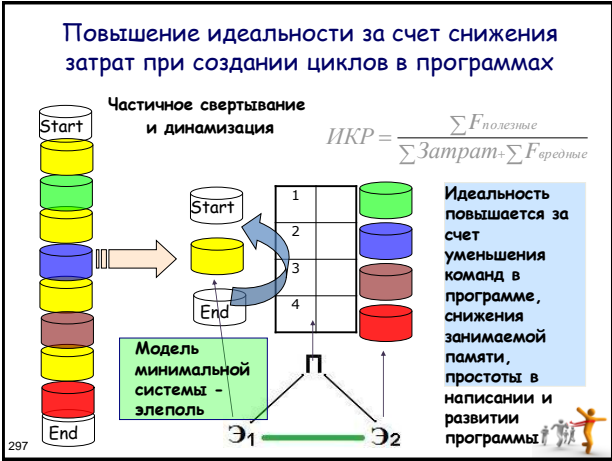 Повышение идеальности за счет снижения
затрат при создании циклов в программах
Частичное свертывание
и динамизация
ИКР = ∑Fполезные / ∑Затрат+∑Fвредные
Start
End
Start
End
1
2
3
4
Идеальность
повышается за
счет
уменьшения
команд в
программе,
снижения
занимаемой
памяти,
простоты в
написании и
развитии
программы
Модель
минимальной
системы -
элеполь
П
Э1
Э2
297